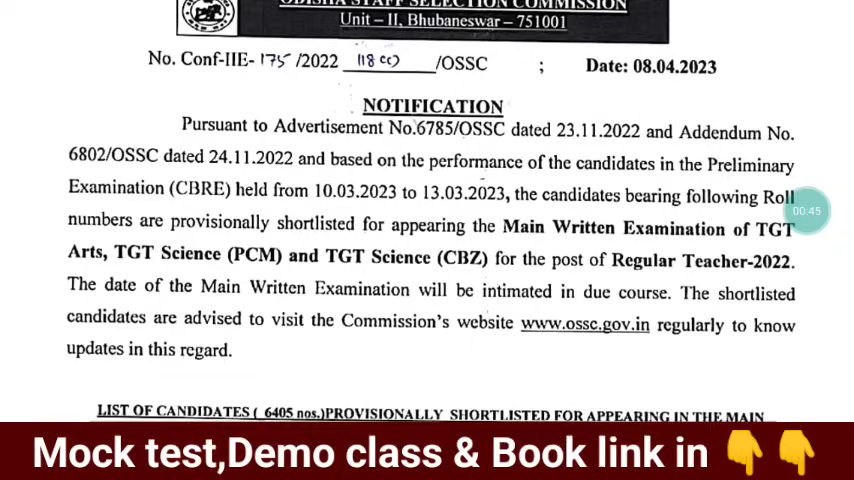 ODISHA STAFF SELECTION COMMISSION
Unit – II, Bhubaneswar – 751001
No. Conf-IIE- 175 /2022 (18 cc) /OSSC ; Date: 08.04.2023
NOTIFICATION
Pursuant to Advertisement No.6785/OSSC dated 23.11.2022 and Addendum No.
6802/OSSC dated 24.11.2022 and based on the performance of the candidates in the Preliminary
Examination (CBRE) held from 10.03.2023 to 13.03.2023, the candidates bearing following Roll
numbers are provisionally shortlisted for appearing the Main Written Examination of TGT
Arts, TGT Science (PCM) and TGT Science (CBZ) for the post of Regular Teacher-2022.
The date of the Main Written Examination will be intimated in due course. The shortlisted
candidates are advised to visit the Commission's website www.ossc.gov.in regularly to know
updates in this regard.
00:45
LIST OF CANDIDATES ( 6405 nos.)PROVISIONALLY SHORTLISTED FOR APPEARING IN THE MAIN
Mock test,Demo class & Book link in 👇👇